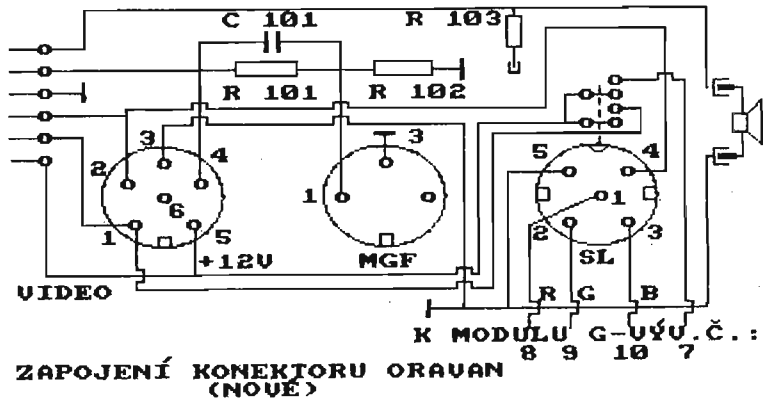 C 101
R 103
R 101
R 102
3
2
4
6
1
5
+12V
VIDEO
3
1
MGF
5
4
1
2
3
SL
R
G
B
K MODULU G-VÝV.Č.:
8
9
10
7
ZAPOJENÍ KONEKTORU ORAVAN
(NOVÉ)